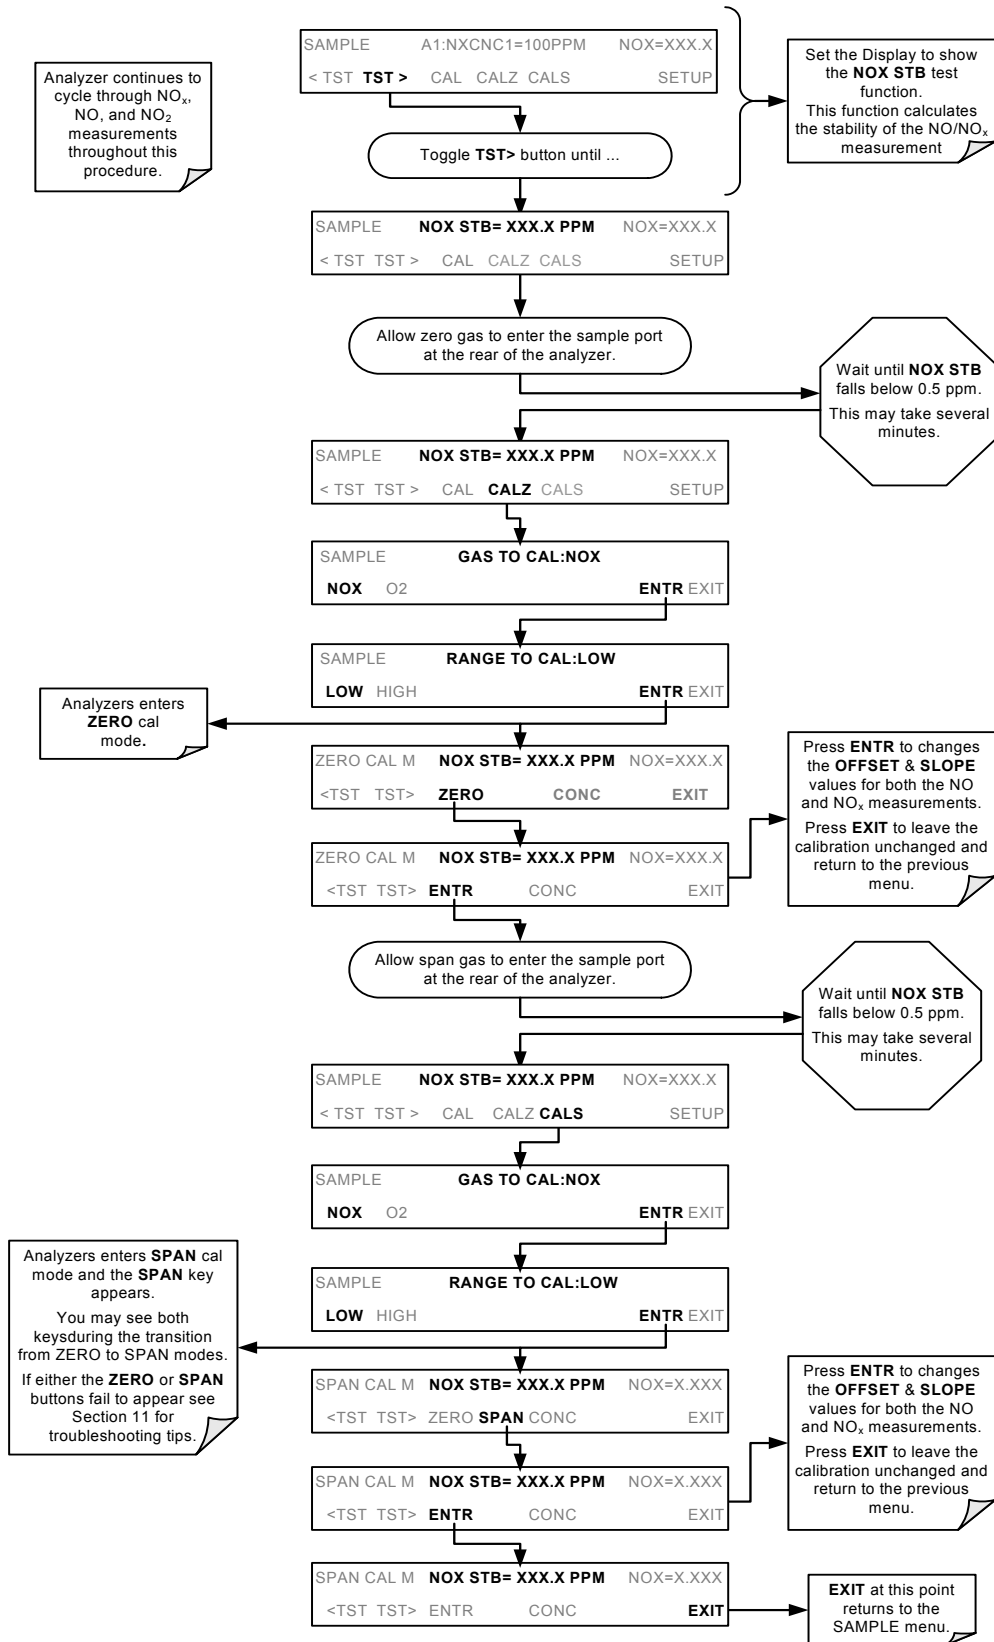 SAMPLE A1:NXCNC1=100PPM NOX=XXX.X
< TST TST > CAL CALZ CALS SETUP
Analyzer continues to
cycle through NOx,
NO, and NO2
measurements
throughout this
procedure.
Set the Display to show
the NOX STB test
function.
This function calculates
the stability of the NO/NOx
measurement
Toggle TST> button until ...
SAMPLE NOX STB= XXX.X PPM NOX=XXX.X
< TST TST > CAL CALZ CALS SETUP
Allow zero gas to enter the sample port
at the rear of the analyzer.
Wait until NOX STB
falls below 0.5 ppm.
This may take several
minutes.
SAMPLE NOX STB= XXX.X PPM NOX=XXX.X
< TST TST > CAL CALZ CALS SETUP
SAMPLE GAS TO CAL:NOX
NOX O2 ENTR EXIT
SAMPLE RANGE TO CAL:LOW
LOW HIGH ENTR EXIT
Analyzers enters
ZERO cal
mode.
ZERO CAL M NOX STB= XXX.X PPM NOX=XXX.X
<TST TST> ZERO CONC EXIT
ZERO CAL M NOX STB= XXX.X PPM NOX=XXX.X
<TST TST> ENTR CONC EXIT
Press ENTR to changes
the OFFSET & SLOPE
values for both the NO
and NOx measurements.
Press EXIT to leave the
calibration unchanged and
return to the previous
menu.
Allow span gas to enter the sample port
at the rear of the analyzer.
Wait until NOX STB
falls below 0.5 ppm.
This may take several
minutes.
SAMPLE NOX STB= XXX.X PPM NOX=XXX.X
< TST TST > CAL CALZ CALS SETUP
SAMPLE GAS TO CAL:NOX
NOX O2 ENTR EXIT
SAMPLE RANGE TO CAL:LOW
LOW HIGH ENTR EXIT
Analyzers enters SPAN cal
mode and the SPAN key
appears.
You may see both
keysduring the transition
from ZERO to SPAN modes.
If either the ZERO or SPAN
buttons fail to appear see
Section 11 for
troubleshooting tips.
SPAN CAL M NOX STB= XXX.X PPM NOX=X.XXX
<TST TST> ZERO SPAN CONC EXIT
SPAN CAL M NOX STB= XXX.X PPM NOX=X.XXX
<TST TST> ENTR CONC EXIT
Press ENTR to changes
the OFFSET & SLOPE
values for both the NO
and NOx measurements.
Press EXIT to leave the
calibration unchanged and
return to the previous
menu.
SPAN CAL M NOX STB= XXX.X PPM NOX=X.XXX
<TST TST> ENTR CONC EXIT
EXIT at this point
returns to the
SAMPLE menu.